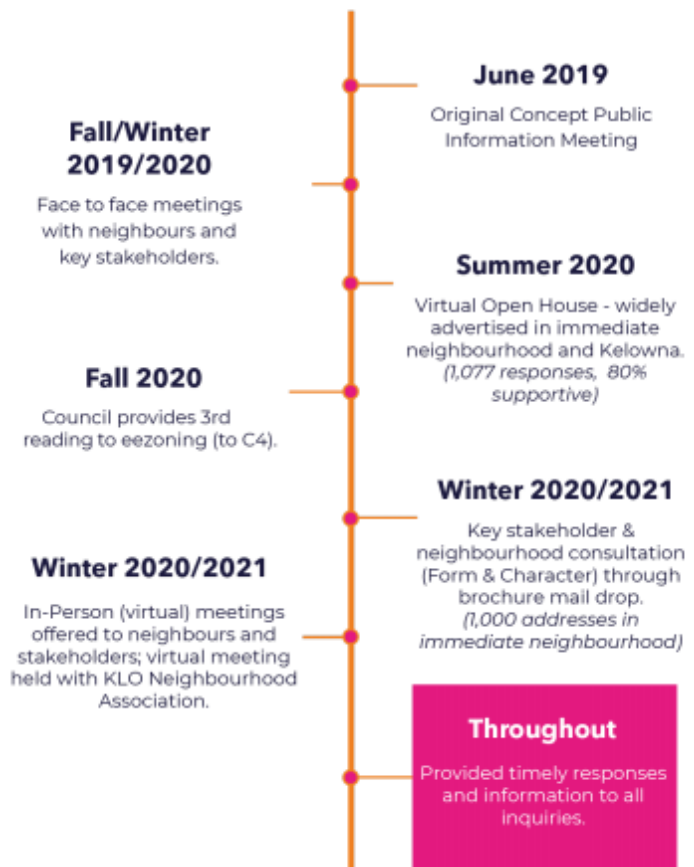 June 2019
Original Concept Public
Information Meeting
Fall/Winter
2019/2020
Face to face meetings
with neighbours and
key stakeholders.
Summer 2020
Virtual Open House - widely
advertised in immediate
neighbourhood and Kelowna.
(1,077 responses, 80%
supportive)
Fall 2020
Council provides 3rd
reading to eezoning (to C4).
Winter 2020/2021
Key stakeholder &
neighbourhood consultation
(Form & Character) through
brochure mail drop.
(1,000 addresses in
immediate neighbourhood)
Winter 2020/2021
In-Person (virtual) meetings
offered to neighbours and
stakeholders; virtual meeting
held with KLO Neighbourhood
Association.
Throughout
Provided timely responses
and information to all
inquiries.